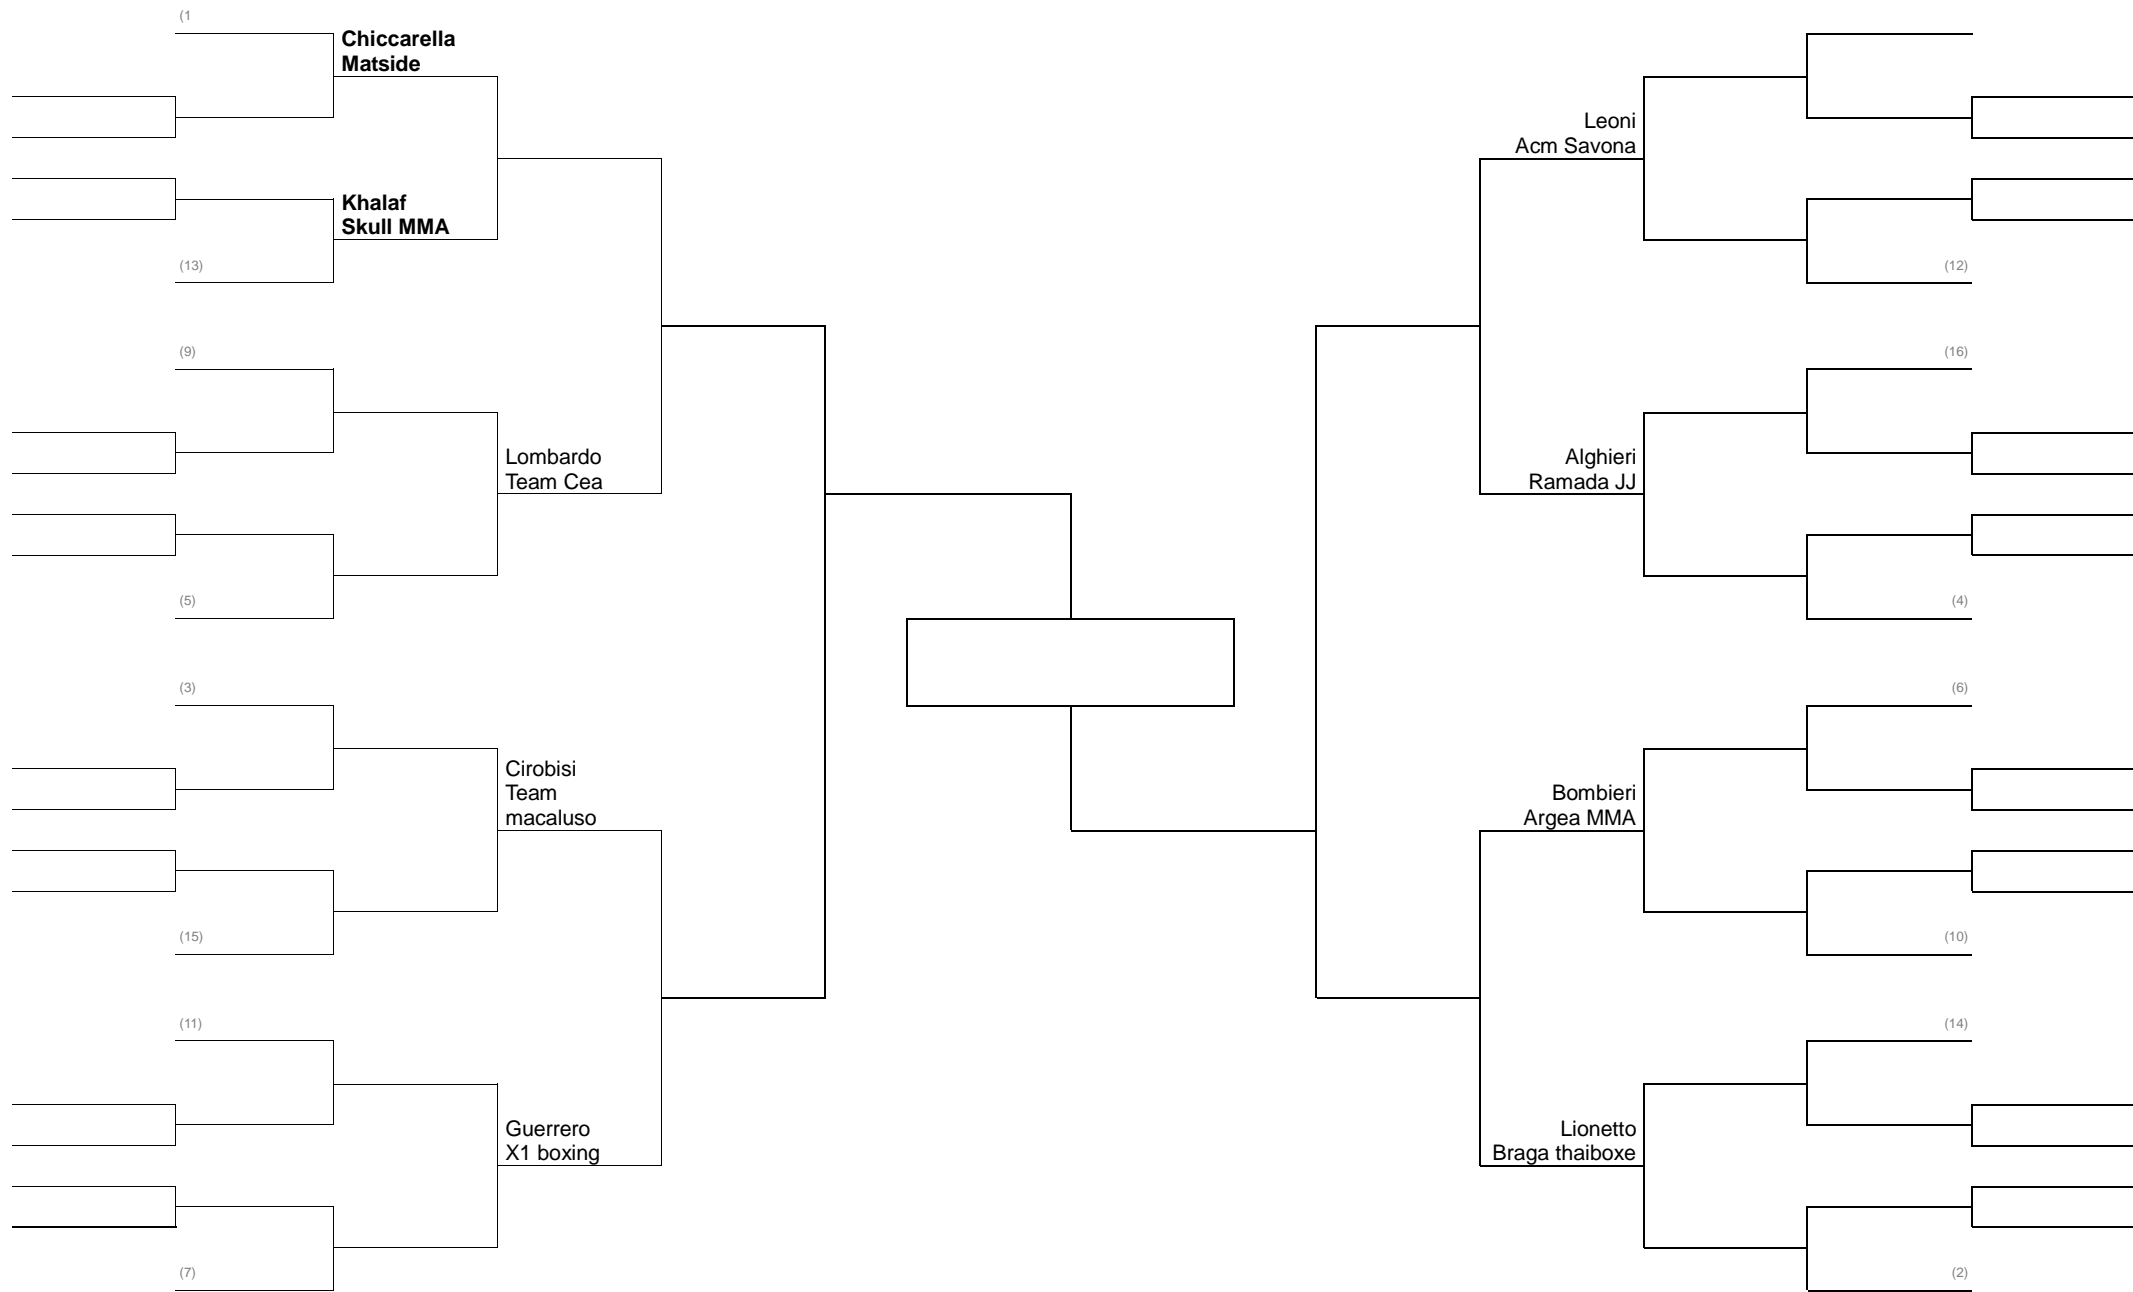 (1
Chiccarella
Matside
Khalaf
Skull MMA
(13)
(9)
Lombardo
Team Cea
(5)
(3)
Cirobisi
Team
macaluso
(15)
(11)
Guerrero
X1 boxing
(7)
Leoni
Acm Savona
(12)
(16)
Alghieri
Ramada JJ
(4)
(6)
Bombieri
Argea MMA
(10)
(14)
Lionetto
Braga thaiboxe
(2)